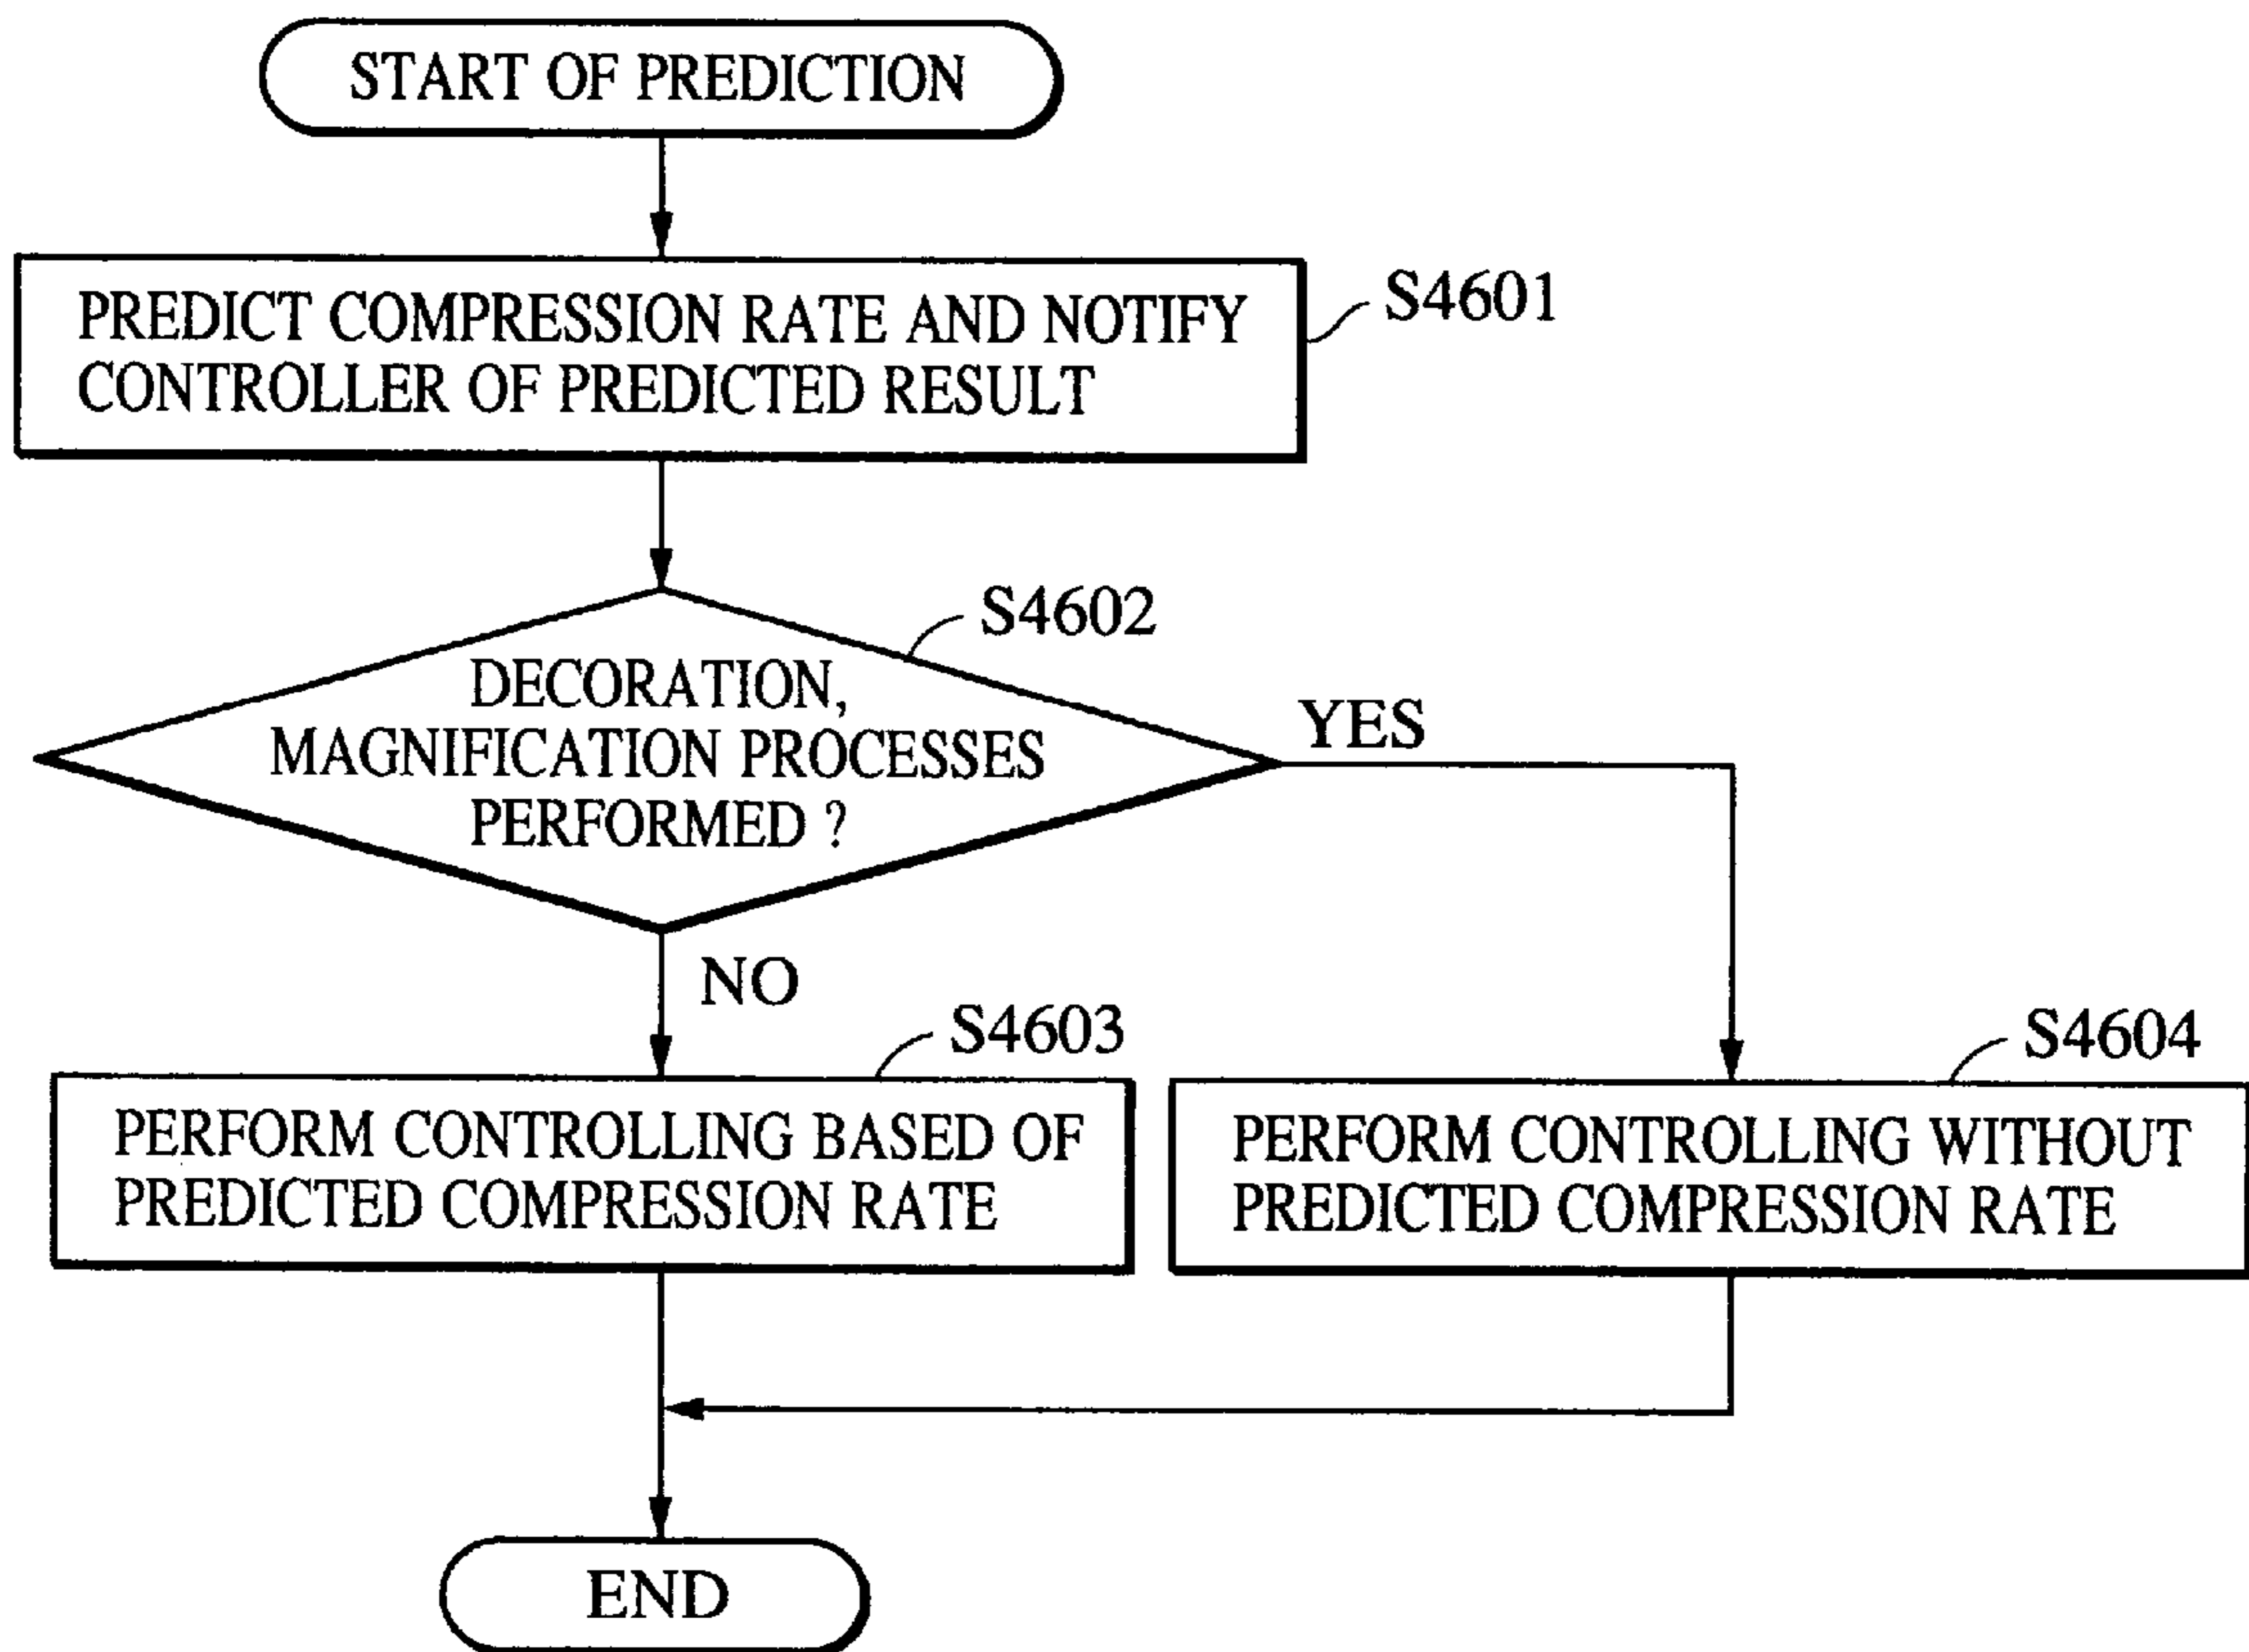 START OF PREDICTION
PREDICT COMPRESSION RATE AND NOTIFY
CONTROLLER OF PREDICTED RESULT
S4601
S4602
DECORATION,
MAGNIFICATION PROCESSES
PERFORMED ?
YES
NO
S4603
PERFORM CONTROLLING BASED OF
PREDICTED COMPRESSION RATE
S4604
PERFORM CONTROLLING WITHOUT
PREDICTED COMPRESSION RATE
END